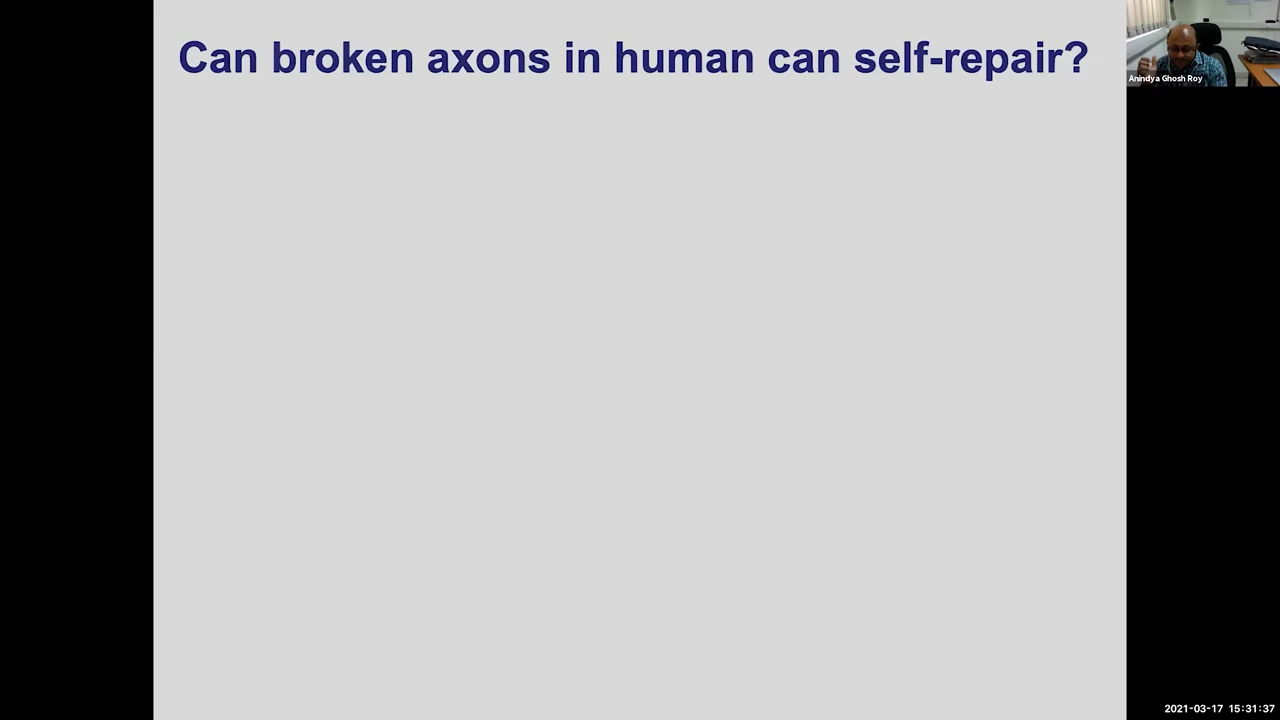 Can broken axons in human can self-repair?
Anindya Ghosh Roy
2021-03-17 15:31:37